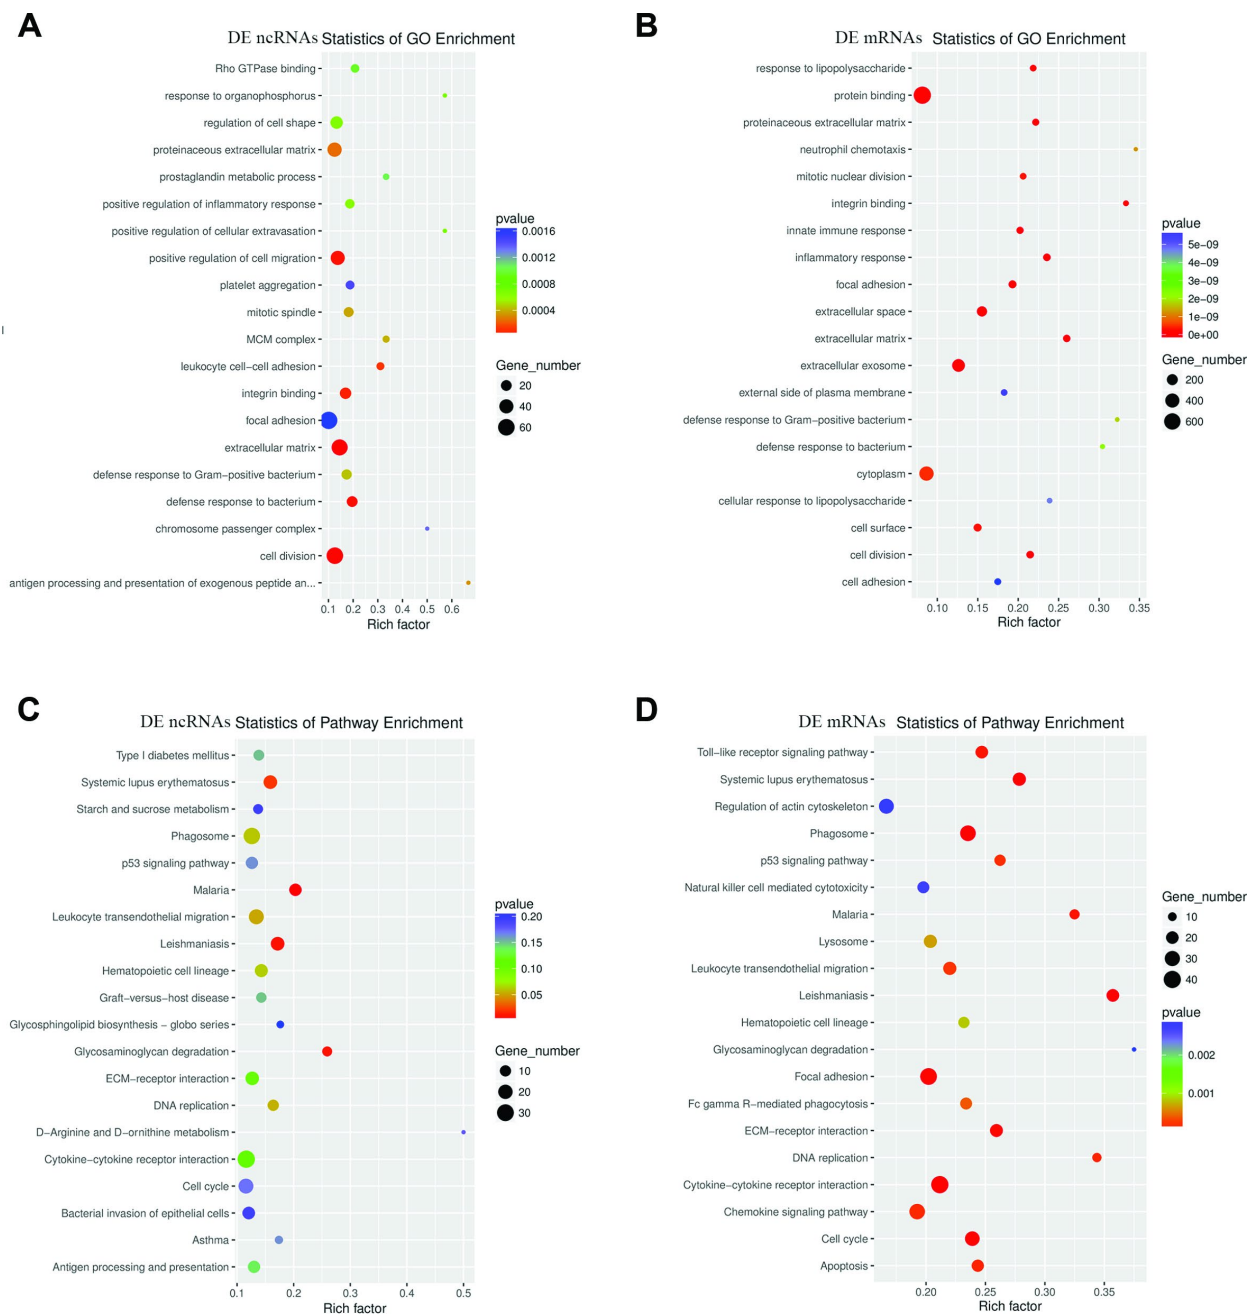 A
DE ncRNAs Statistics of GO Enrichment
Rho GTPase binding
response to organophosphorus
regulation of cell shape
proteinaceous extracellular matrix
prostaglandin metabolic process
positive regulation of inflammatory response
positive regulation of cellular extravasation
positive regulation of cell migration
platelet aggregation
mitotic spindle
MCM complex
leukocyte cell−cell adhesion
integrin binding
focal adhesion
extracellular matrix
defense response to Gram−positive bacterium
defense response to bacterium
chromosome passenger complex
cell division
antigen processing and presentation of exogenous peptide an...
0.1 0.2 0.3 0.4 0.5 0.6
Rich factor
pvalue
0.0016
0.0012
0.0008
0.0004
Gene_number
20
40
60
B
DE mRNAs Statistics of GO Enrichment
response to lipopolysaccharide
protein binding
proteinaceous extracellular matrix
neutrophil chemotaxis
mitotic nuclear division
integrin binding
innate immune response
inflammatory response
focal adhesion
extracellular space
extracellular matrix
extracellular exosome
external side of plasma membrane
defense response to Gram−positive bacterium
defense response to bacterium
cytoplasm
cellular response to lipopolysaccharide
cell surface
cell division
cell adhesion
0.10 0.15 0.20 0.25 0.30 0.35
Rich factor
pvalue
5e−09
4e−09
3e−09
2e−09
1e−09
0e+00
Gene_number
200
400
600
C
DE ncRNAs Statistics of Pathway Enrichment
Type I diabetes mellitus
Systemic lupus erythematosus
Starch and sucrose metabolism
Phagosome
p53 signaling pathway
Malaria
Leukocyte transendothelial migration
Leishmaniasis
Hematopoietic cell lineage
Graft−versus−host disease
Glycosphingolipid biosynthesis − globo series
Glycosaminoglycan degradation
ECM−receptor interaction
DNA replication
D−Arginine and D−ornithine metabolism
Cytokine−cytokine receptor interaction
Cell cycle
Bacterial invasion of epithelial cells
Asthma
Antigen processing and presentation
0.1 0.2 0.3 0.4 0.5
Rich factor
pvalue
0.20
0.15
0.10
0.05
Gene_number
10
20
30
D
DE mRNAs Statistics of Pathway Enrichment
Toll−like receptor signaling pathway
Systemic lupus erythematosus
Regulation of actin cytoskeleton
Phagosome
p53 signaling pathway
Natural killer cell mediated cytotoxicity
Malaria
Lysosome
Leukocyte transendothelial migration
Leishmaniasis
Hematopoietic cell lineage
Glycosaminoglycan degradation
Focal adhesion
Fc gamma R−mediated phagocytosis
ECM−receptor interaction
DNA replication
Cytokine−cytokine receptor interaction
Chemokine signaling pathway
Cell cycle
Apoptosis
0.20 0.25 0.30 0.35
Rich factor
Gene_number
10
20
30
40
pvalue
0.002
0.001